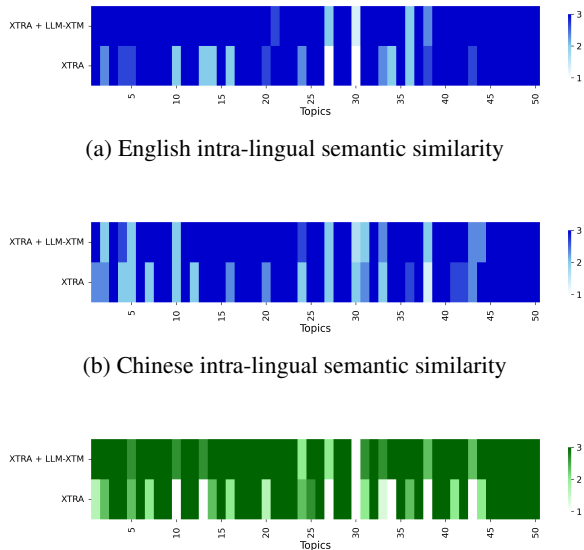 XTRA + LLM-XTM
XTRA
5 10 15 20 25 30 35 40 45 50
Topics
3
2
1
(a) English intra-lingual semantic similarity
XTRA + LLM-XTM
XTRA
5 10 15 20 25 30 35 40 45 50
Topics
3
2
1
(b) Chinese intra-lingual semantic similarity
XTRA + LLM-XTM
XTRA
5 10 15 20 25 30 35 40 45 50
Topics
3
2
1